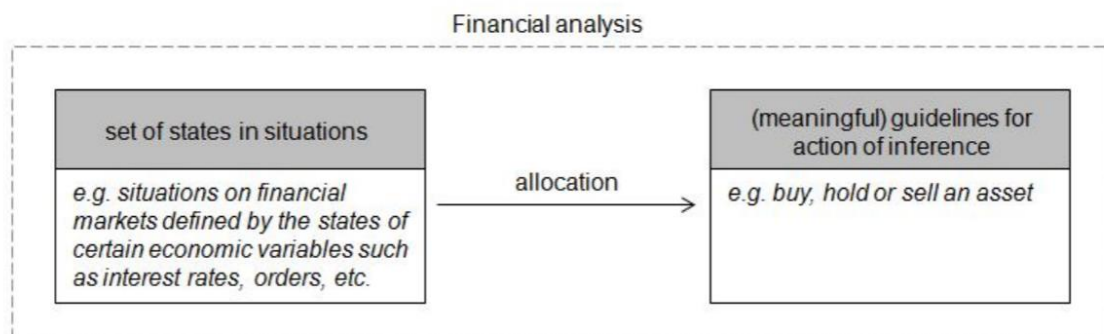 Financial analysis
set of states in situations
e.g. situations on financial
markets defined by the states of
certain economic variables such
as interest rates, orders, etc.
allocation
(meaningful) guidelines for
action of inference
e.g. buy, hold or sell an asset